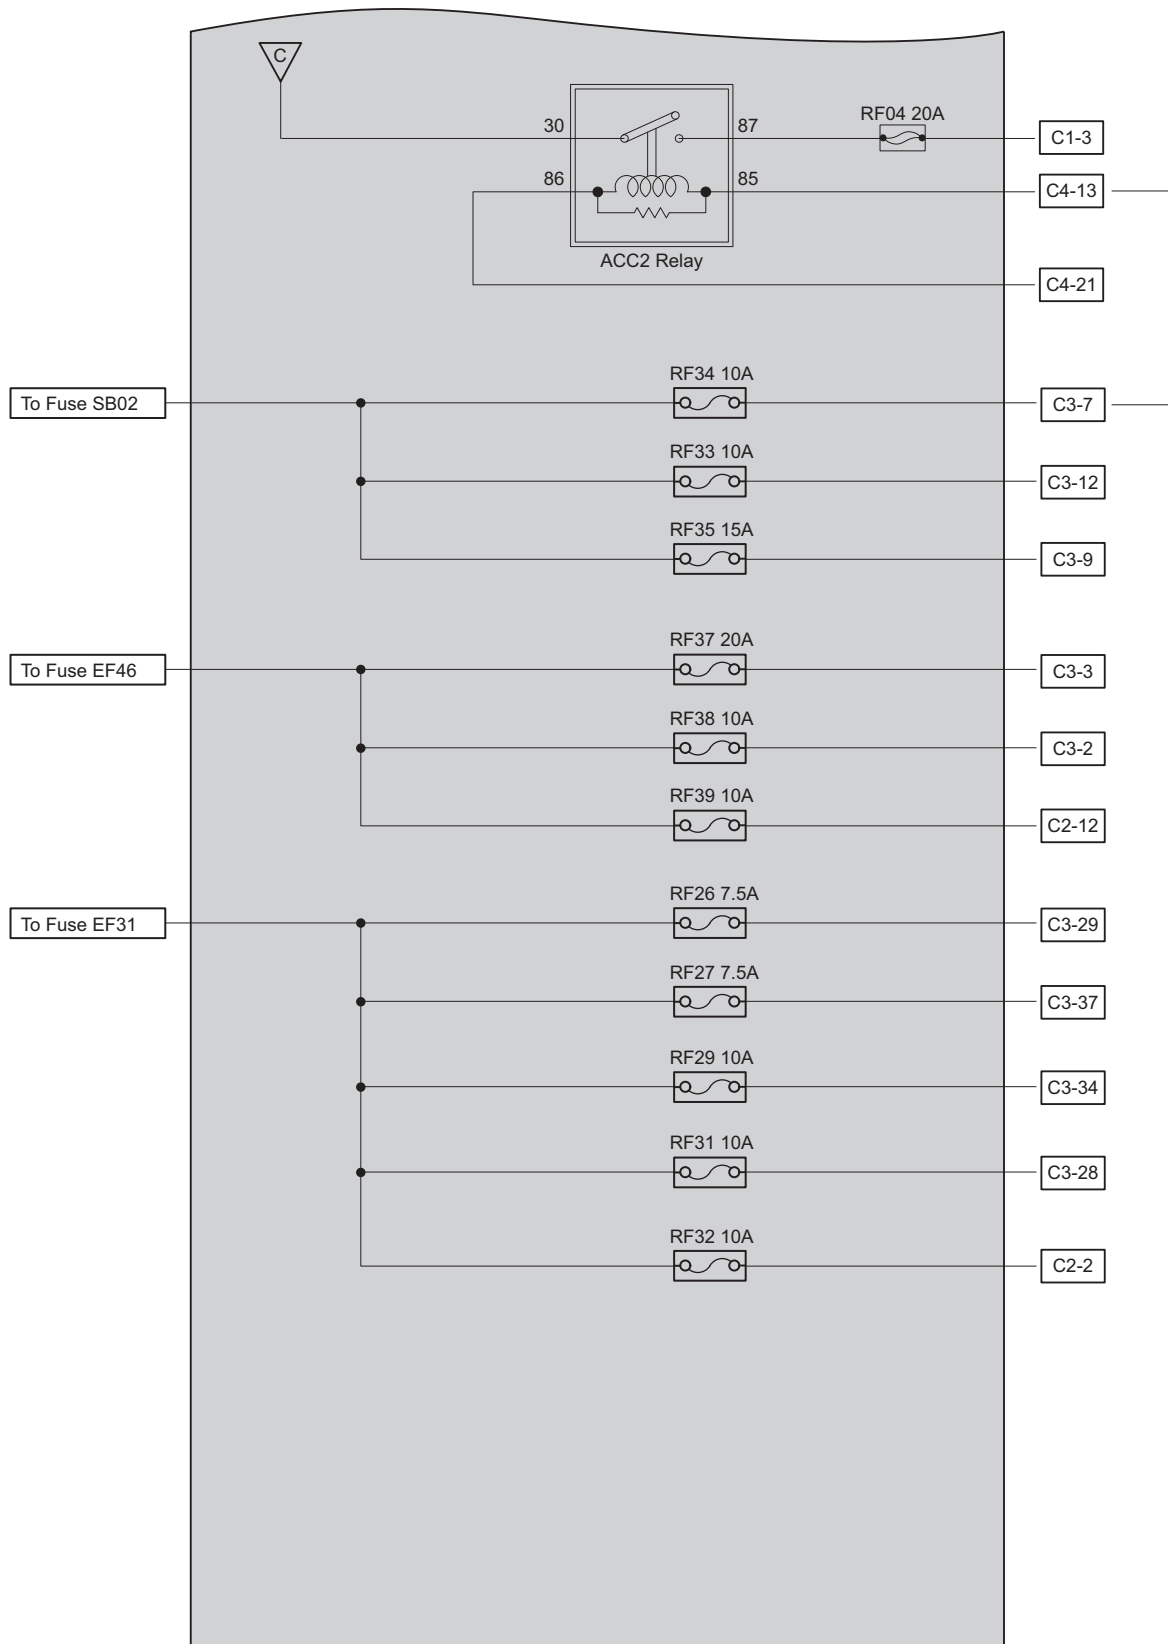 C
RF04 20A
30
87
C1-3
86
85
C4-13
ACC2 Relay
C4-21
RF34 10A
To Fuse SB02
C3-7
RF33 10A
C3-12
RF35 15A
C3-9
RF37 20A
To Fuse EF46
C3-3
RF38 10A
C3-2
RF39 10A
C2-12
RF26 7.5A
To Fuse EF31
C3-29
RF27 7.5A
C3-37
RF29 10A
C3-34
RF31 10A
C3-28
RF32 10A
C2-2